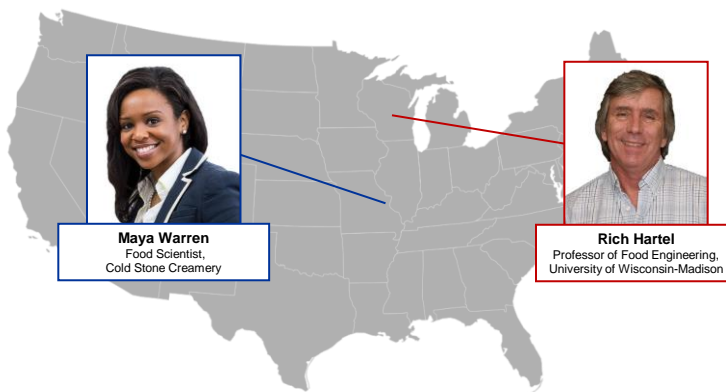 Maya Warren
Food Scientist,
Cold Stone Creamery
Rich Hartel
Professor of Food Engineering,
University of Wisconsin-Madison